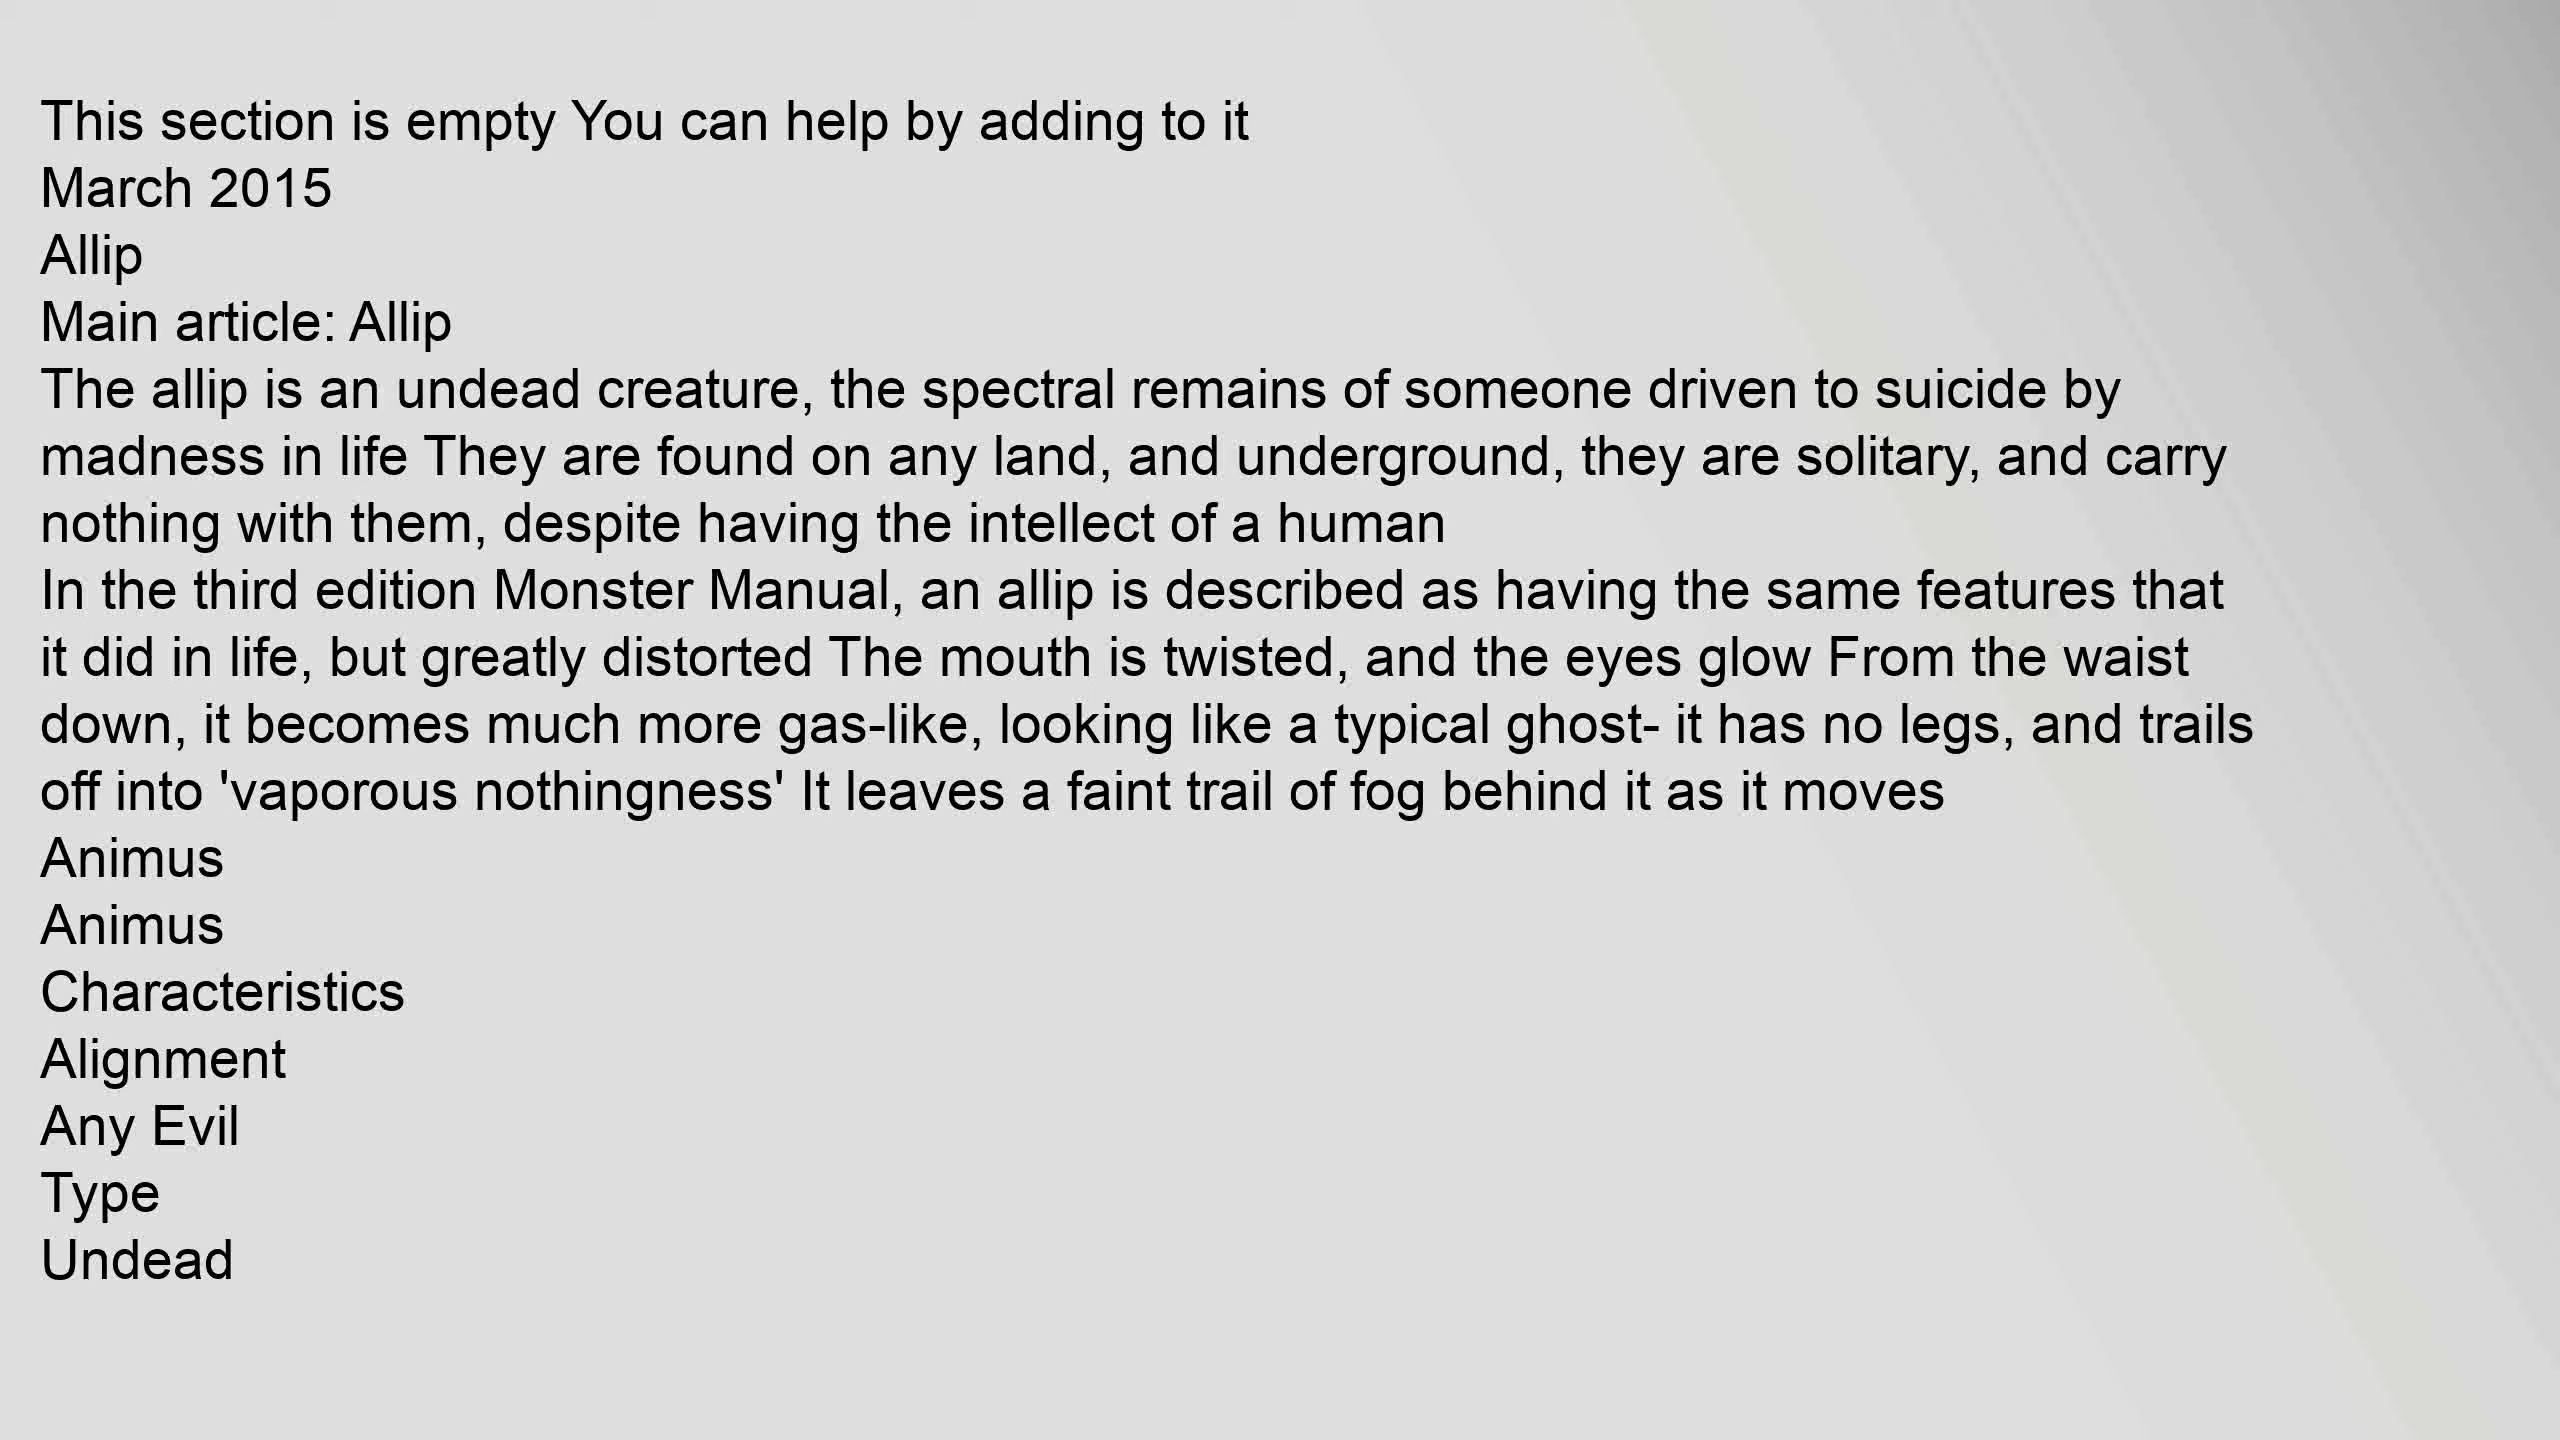 This section is empty You can help by adding to it
March 2015
Allip
Main article: Allip
The allip is an undead creature, the spectral remains of someone driven to suicide by
madness in life They are found on any land, and underground, they are solitary, and carry
nothing with them, despite having the intellect of a human
In the third edition Monster Manual, an allip is described as having the same features that
it did in life, but greatly distorted The mouth is twisted, and the eyes glow From the waist
down, it becomes much more gas-like, looking like a typical ghost- it has no legs, and trails
off into 'vaporous nothingness' It leaves a faint trail of fog behind it as it moves
Animus
Animus
Characteristics
Alignment
Any Evil
Type
Undead